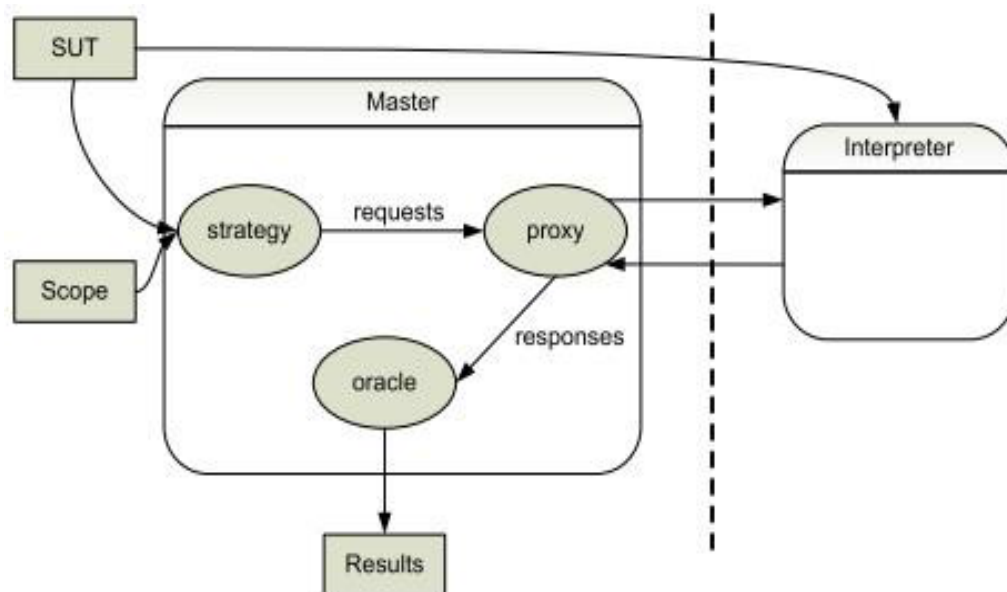 SUT
Master
Interpreter
strategy
requests
proxy
Scope
responses
oracle
Results